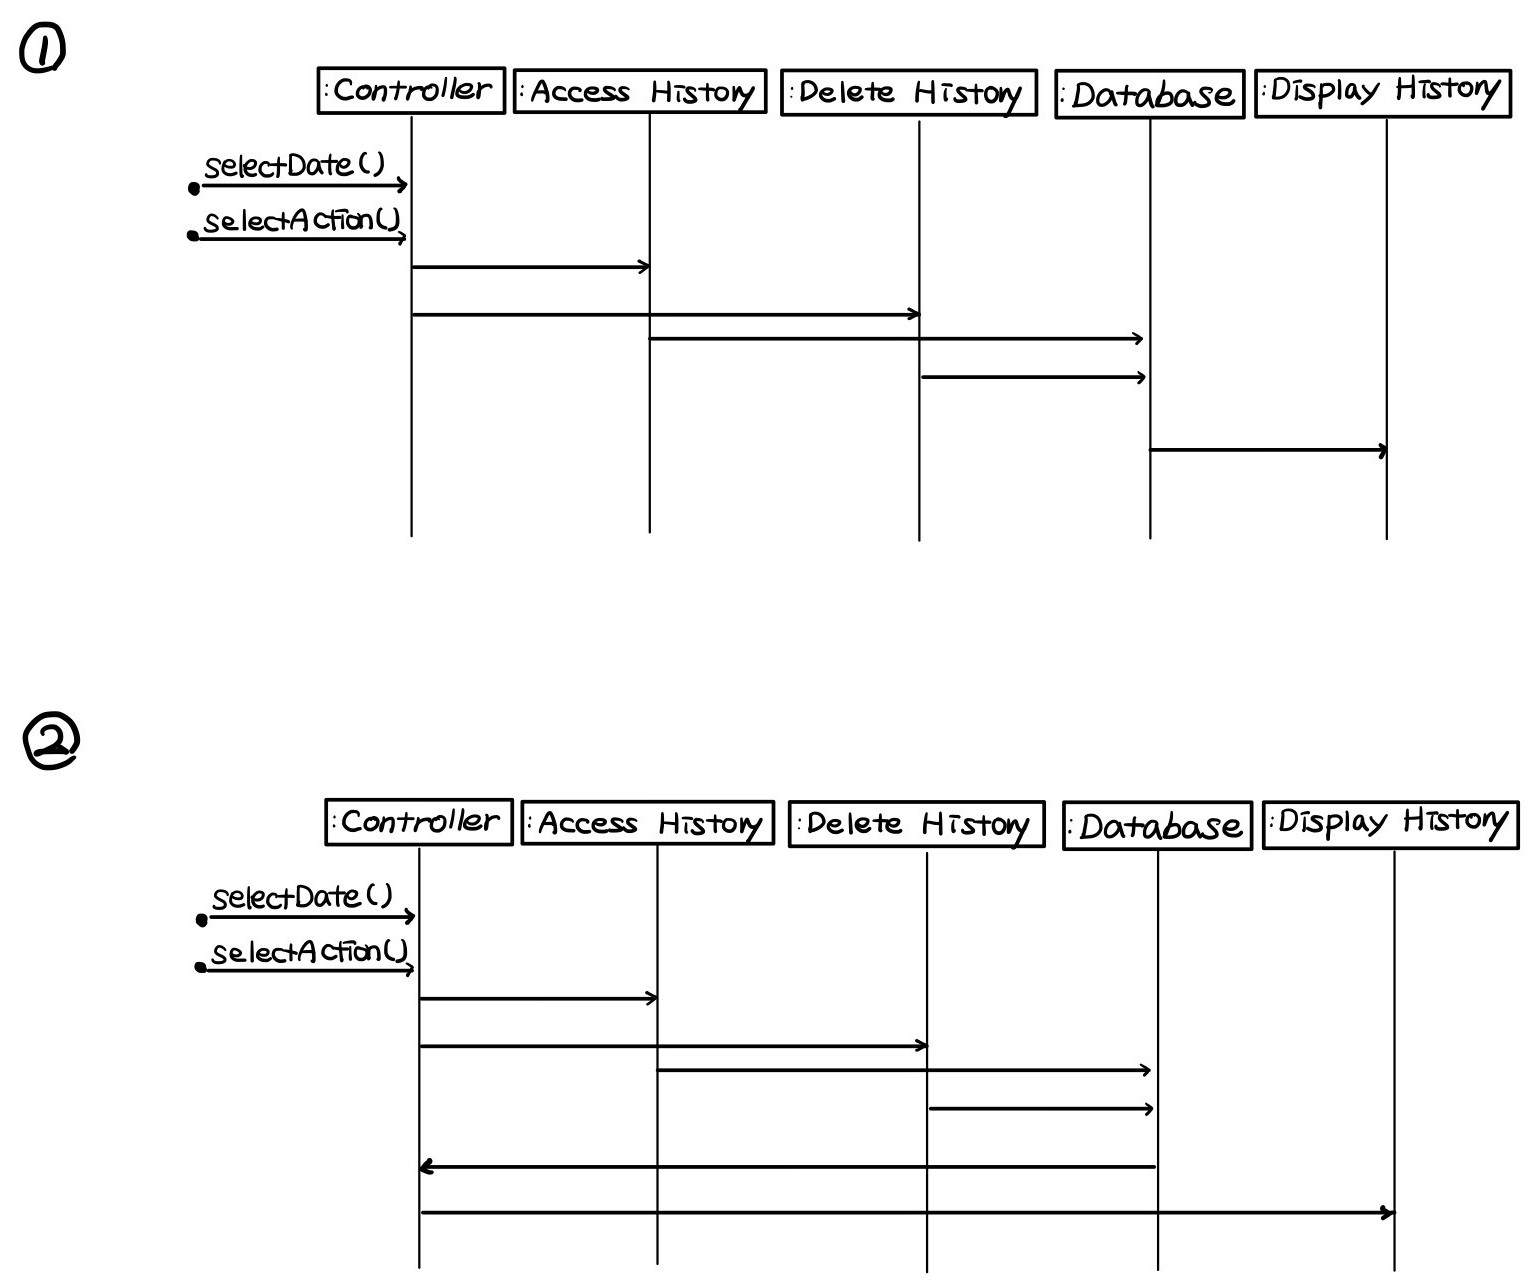 ①
:Controller :Access History :Delete History :Database :Display History
selectDate()
selectAction()
②
:Controller :Access History :Delete History :Database :Display History
selectDate()
selectAction()